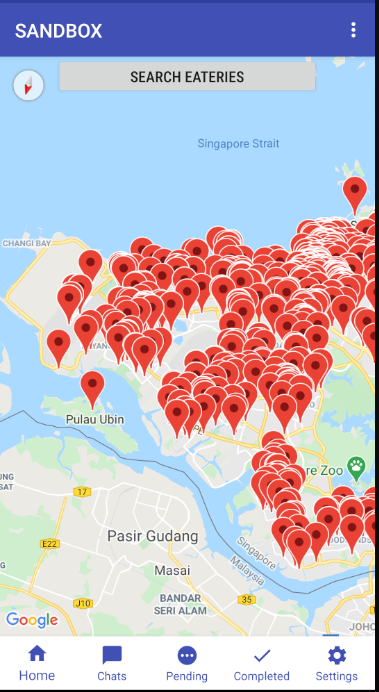 SANDBOX
SEARCH EATERIES
Singapore Strait
CHANGI BAY
Pulau Ubin
re Zoo
17
Pasir Gudang
E22
Singapore
Malaysia
Masai
BANDAR
SERI ALAM
35
J10
JOHO
Google
Home
Chats
Pending
Completed
Settings